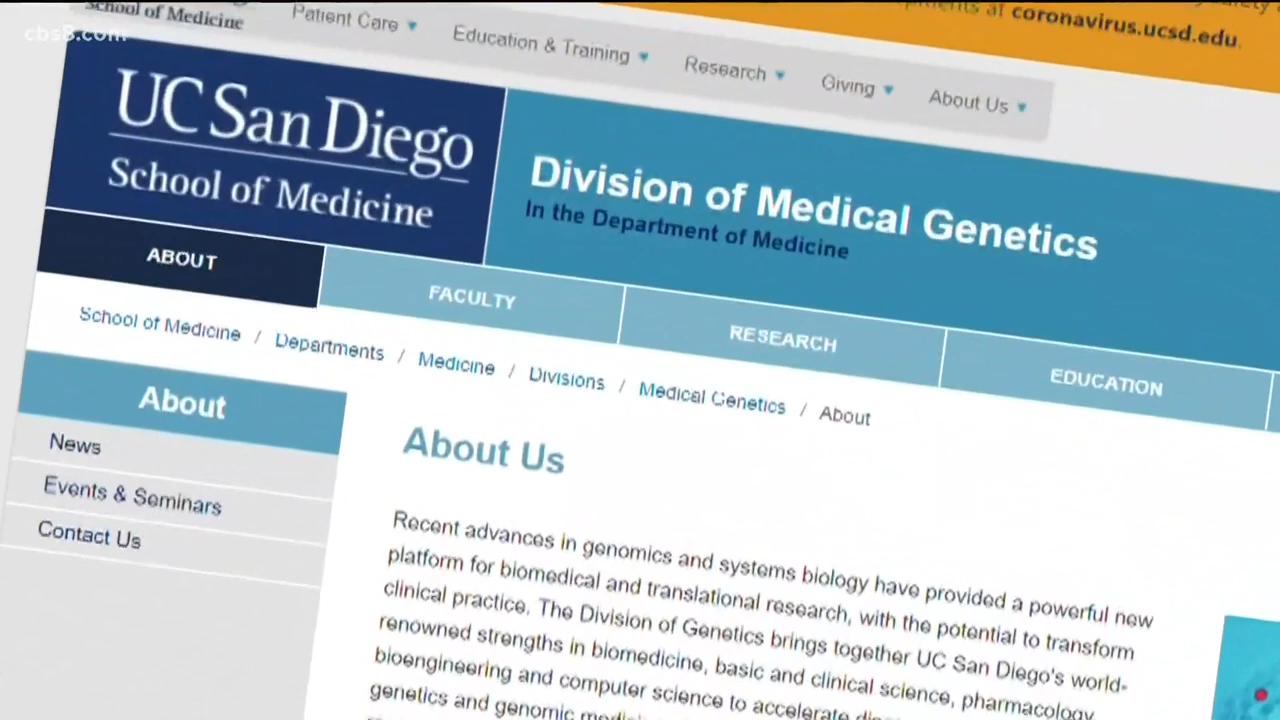 cbs8.com
School of Medicine
Patient Care
Education & Training
Research
Giving
About Us
at coronavirus.ucsd.edu.
UC San Diego
School of Medicine
Division of Medical Genetics
In the Department of Medicine
ABOUT
FACULTY
RESEARCH
EDUCATION
School of Medicine / Departments / Medicine / Divisions / Medical Genetics / About
About
News
Events & Seminars
Contact Us
About Us
Recent advances in genomics and systems biology have provided a powerful new
platform for biomedical and translational research, with the potential to transform
clinical practice. The Division of Genetics brings together UC San Diego's world-
renowned strengths in biomedicine, basic and clinical science, pharmacology,
bioengineering and computer science to accelerate
genetics and genomic